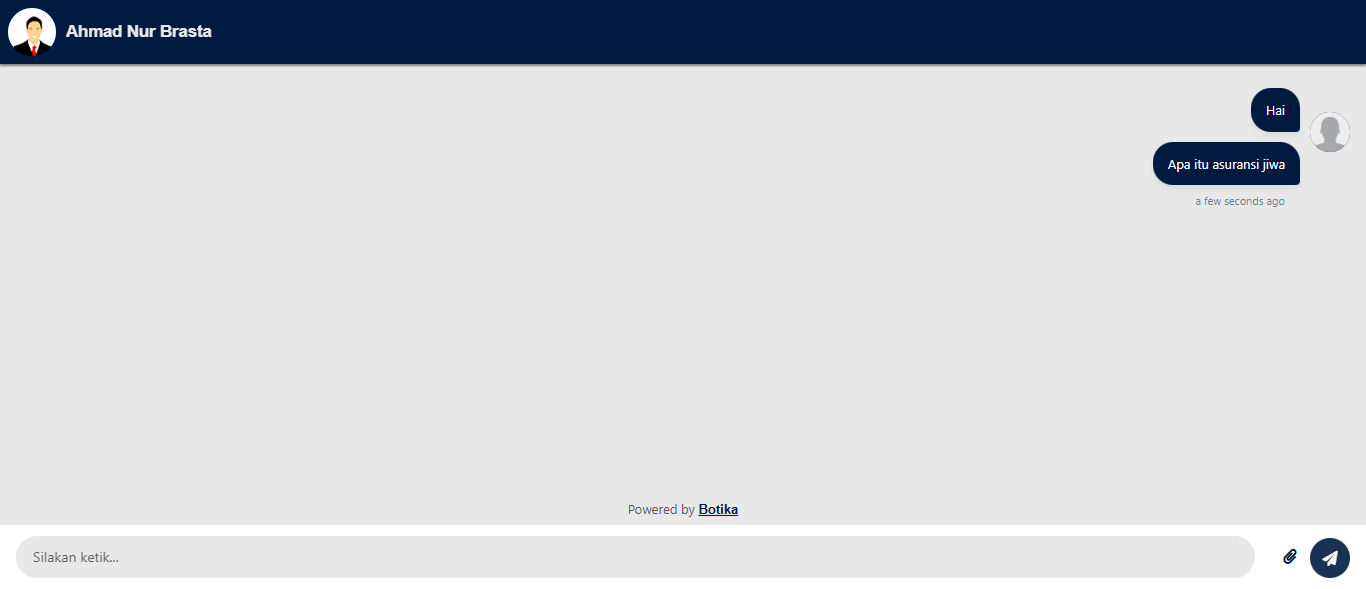 Ahmad Nur Brasta
Hai
Apa itu asuransi jiwa
a few seconds ago
Powered by Botika
Silakan ketik...